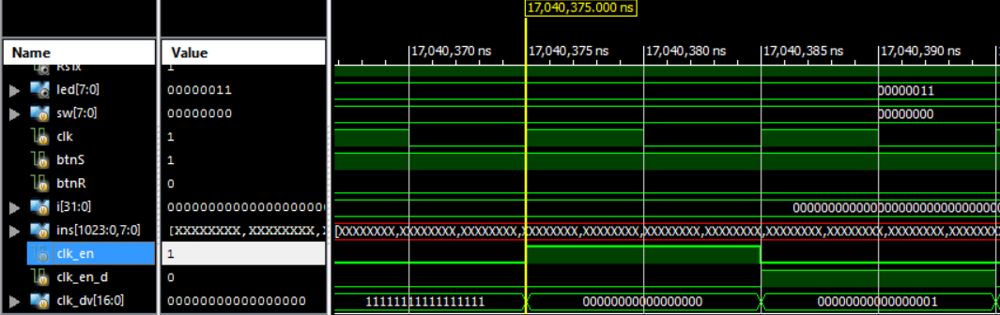 17,040,375.000 ns
Name Value
17,040,370 ns 17,040,375 ns 17,040,380 ns 17,040,385 ns 17,040,390 ns
1
led[7:0] 00000011 00000011
sw[7:0] 00000000 00000000
clk 1
btnS 1
btnR 0
i[31:0]
ins[1023:0,7:0] [XXXXXXXX,XXXXXXXX, [XXXXXXXX,XXXXXXXX,XXXXXXXX,XXXXXXXX,XXXXXXXX,XXXXXXXX,XXXXXXXX,XXXXXXXX,XXXXXXXX,XXXXXXXX,XXXXXXX
clk_en 1
clk_en_d 0
clk_dv[16:0] 00000000000000000 11111111111111111 00000000000000000 00000000000000001